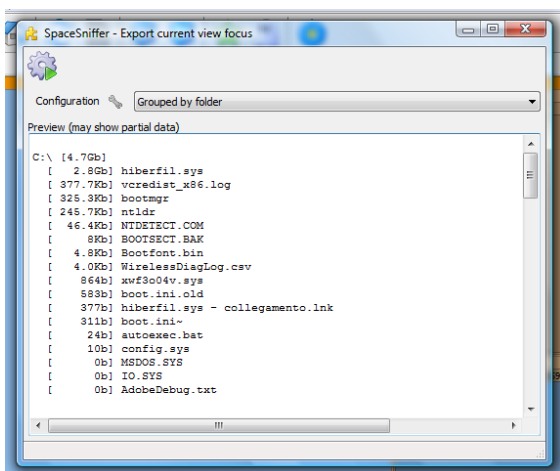 SpaceSniffer - Export current view focus
Configuration Grouped by folder
Preview (may show partial data)
C:\ [4.7Gb]
[ 2.8Gb] hiberfil.sys
[ 377.7Kb] vcredist_x86.log
[ 325.3Kb] bootmgr
[ 245.7Kb] ntldr
[ 46.4Kb] NTDETECT.COM
[ 8Kb] BOOTSECT.BAK
[ 4.8Kb] Bootfont.bin
[ 4.0Kb] WirelessDiagLog.csv
[ 864b] xwf3o04v.sys
[ 583b] boot.ini.old
[ 377b] hiberfil.sys - collegamento.lnk
[ 311b] boot.ini~
[ 24b] autoexec.bat
[ 10b] config.sys
[ 0b] MSDOS.SYS
[ 0b] IO.SYS
[ 0b] AdobeDebug.txt